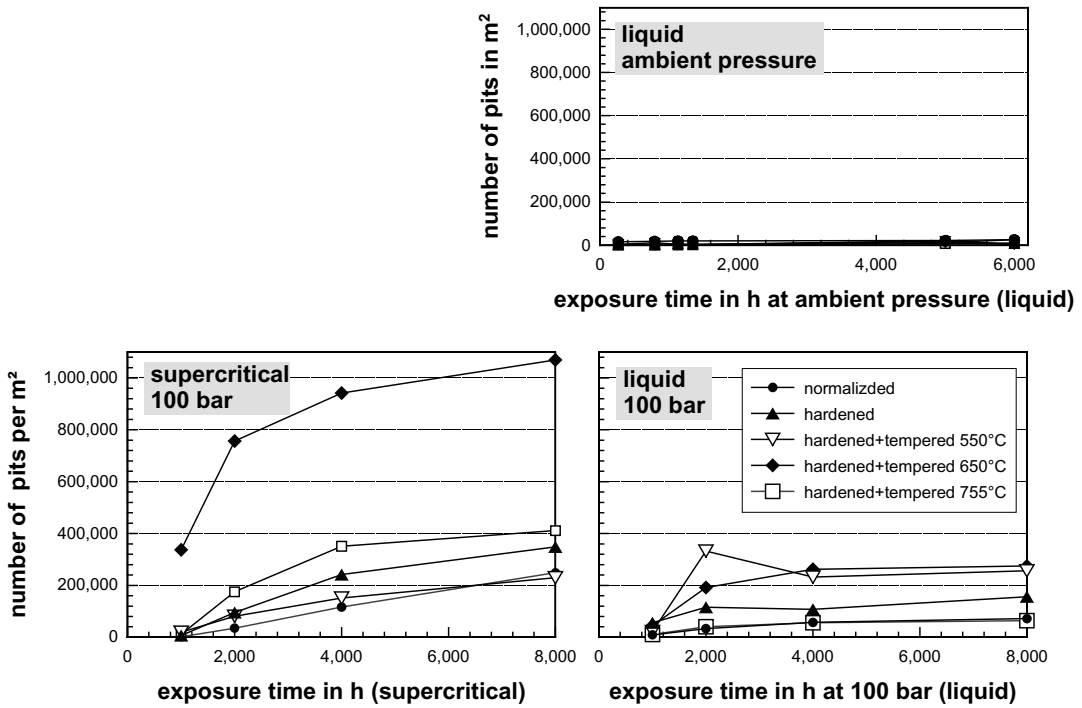 number of pits in m²
1,000,000
800,000
600,000
400,000
200,000
0
liquid
ambient pressure
0 2,000 4,000 6,000
exposure time in h at ambient pressure (liquid)
number of pits per m²
1,000,000
800,000
600,000
400,000
200,000
0
supercritical
100 bar
0 2,000 4,000 6,000 8,000
exposure time in h (supercritical)
liquid
100 bar
normalizded
hardened
hardened+tempered 550°C
hardened+tempered 650°C
hardened+tempered 755°C
0 2,000 4,000 6,000 8,000
exposure time in h at 100 bar (liquid)